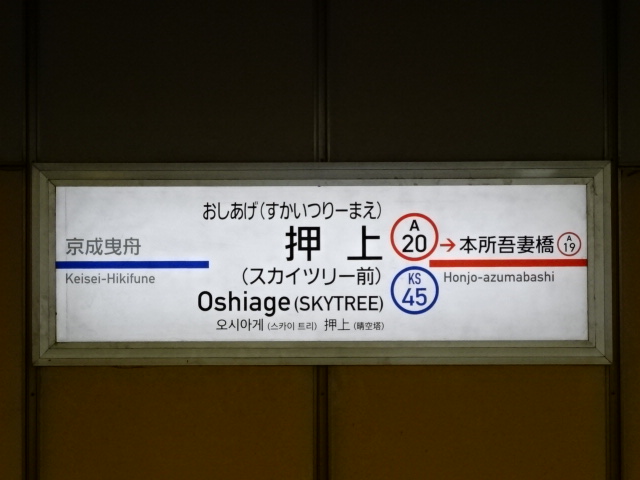 おしあげ(すかいつりーまえ)
押上
(スカイツリー前)
Oshiage (SKYTREE)
오시아게 (스카이 트리) 押上 (晴空塔)
京成曳舟
Keisei-Hikifune
A
20
KS
45
→本所吾妻橋
A
19
Honjo-azumabashi